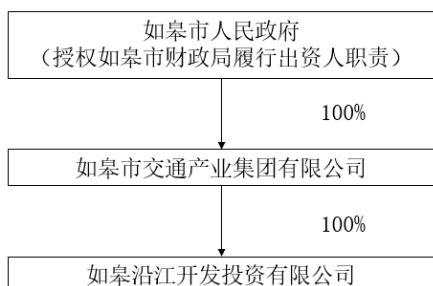 如皋市人民政府
（授权如皋市财政局履行出资人职责）
100%
如皋市交通产业集团有限公司
100%
如皋沿江开发投资有限公司